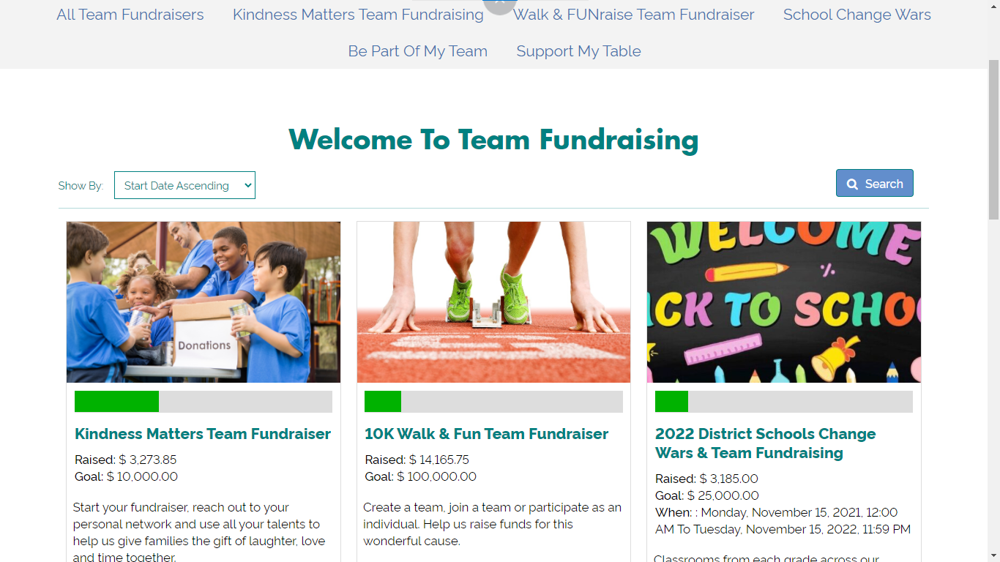 All Team Fundraisers Kindness Matters Team Fundraising Walk & FUNraise Team Fundraiser School Change Wars
Be Part Of My Team Support My Table
Welcome To Team Fundraising
Show By: Start Date Ascending Search
Donations
WELCOME
ACK TO SCHO
Kindness Matters Team Fundraiser
Raised: $ 3,273.85
Goal: $ 10,000.00
Start your fundraiser, reach out to your
personal network and use all your talents to
help us give families the gift of laughter, love
and time together.
10K Walk & Fun Team Fundraiser
Raised: $ 14,165.75
Goal: $ 100,000.00
Create a team, join a team or participate as an
individual. Help us raise funds for this
wonderful cause.
2022 District Schools Change
Wars & Team Fundraising
Raised: $ 3,185.00
Goal: $ 25,000.00
When: : Monday, November 15, 2021, 12:00
AM To Tuesday, November 15, 2022, 11:59 PM
Classrooms from each grade across our